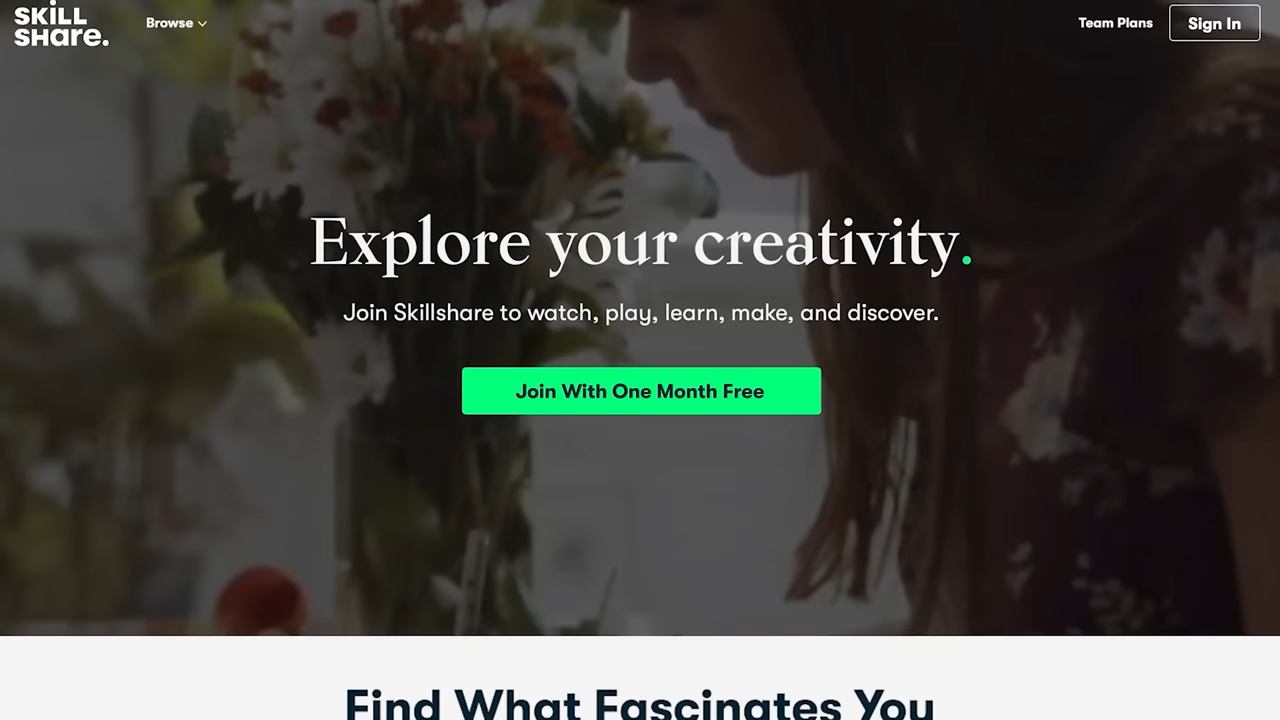 SKiLL
SHare.
Browse
Team Plans
Sign In
Explore your creativity.
Join Skillshare to watch, play, learn, make, and discover.
Join With One Month Free
Find What Fascinates You